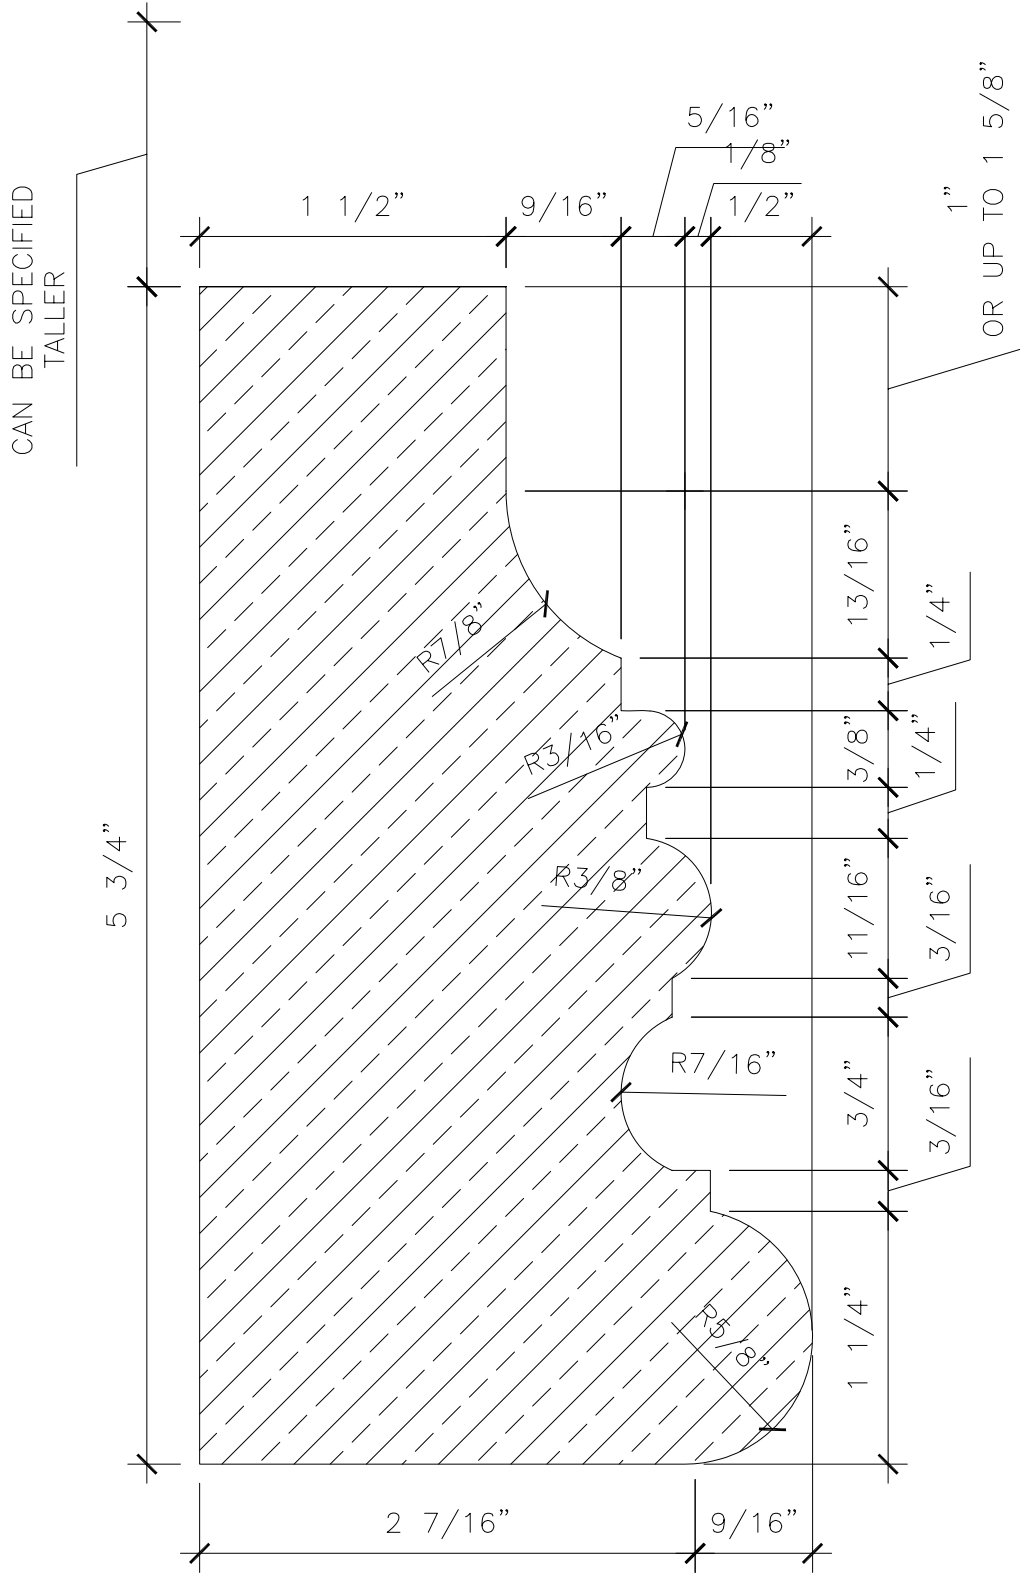 5/16”
1/8”
1 1/2”
9/16”
1/2”
1”
OR UP TO 1 5/8”
CAN BE SPECIFIED
TALLER
13/16”
1/4”
R7/8”
R3/16”
3/8”
1/4”
5 3/4”
R3/8”
11/16”
3/16”
R7/16”
3/4”
3/16”
R5/8”
1 1/4”
2 7/16”
9/16”